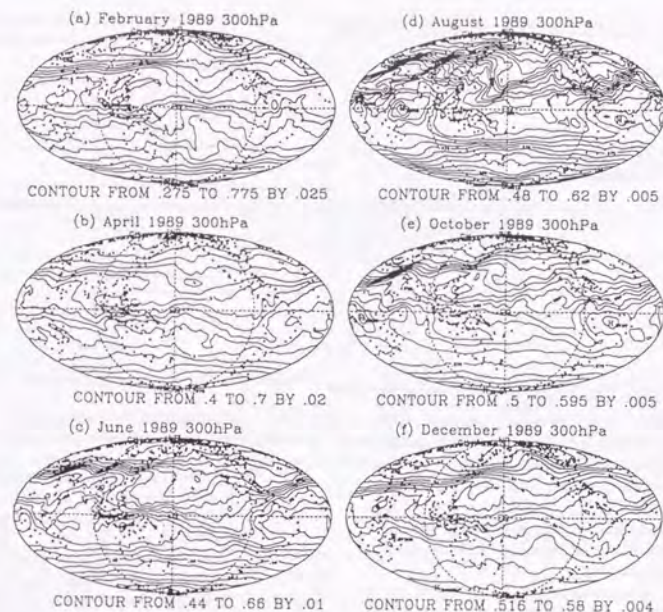 (a) February 1989 300hPa
CONTOUR FROM .275 TO .775 BY .025
(b) April 1989 300hPa
CONTOUR FROM .4 TO .7 BY .02
(c) June 1989 300hPa
CONTOUR FROM .44 TO .66 BY .01
(d) August 1989 300hPa
CONTOUR FROM .48 TO .62 BY .005
(e) October 1989 300hPa
CONTOUR FROM .5 TO .595 BY .005
(f) December 1989 300hPa
CONTOUR FROM .516 TO .58 BY .004